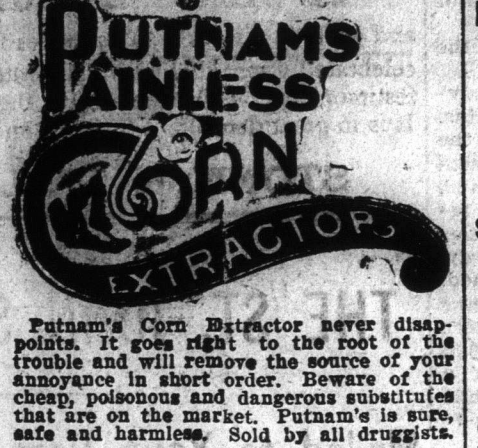 PUTNAMS
PAINLESS
CORN
EXTRACTOR
Putnam's Corn Extractor never disap-
points. It goes right to the root of the
trouble and will remove the source of your
annoyance in short order. Beware of the
cheap, poisonous and dangerous substitutes
that are on the market. Putnam's is sure,
safe and harmless. Sold by all druggists.